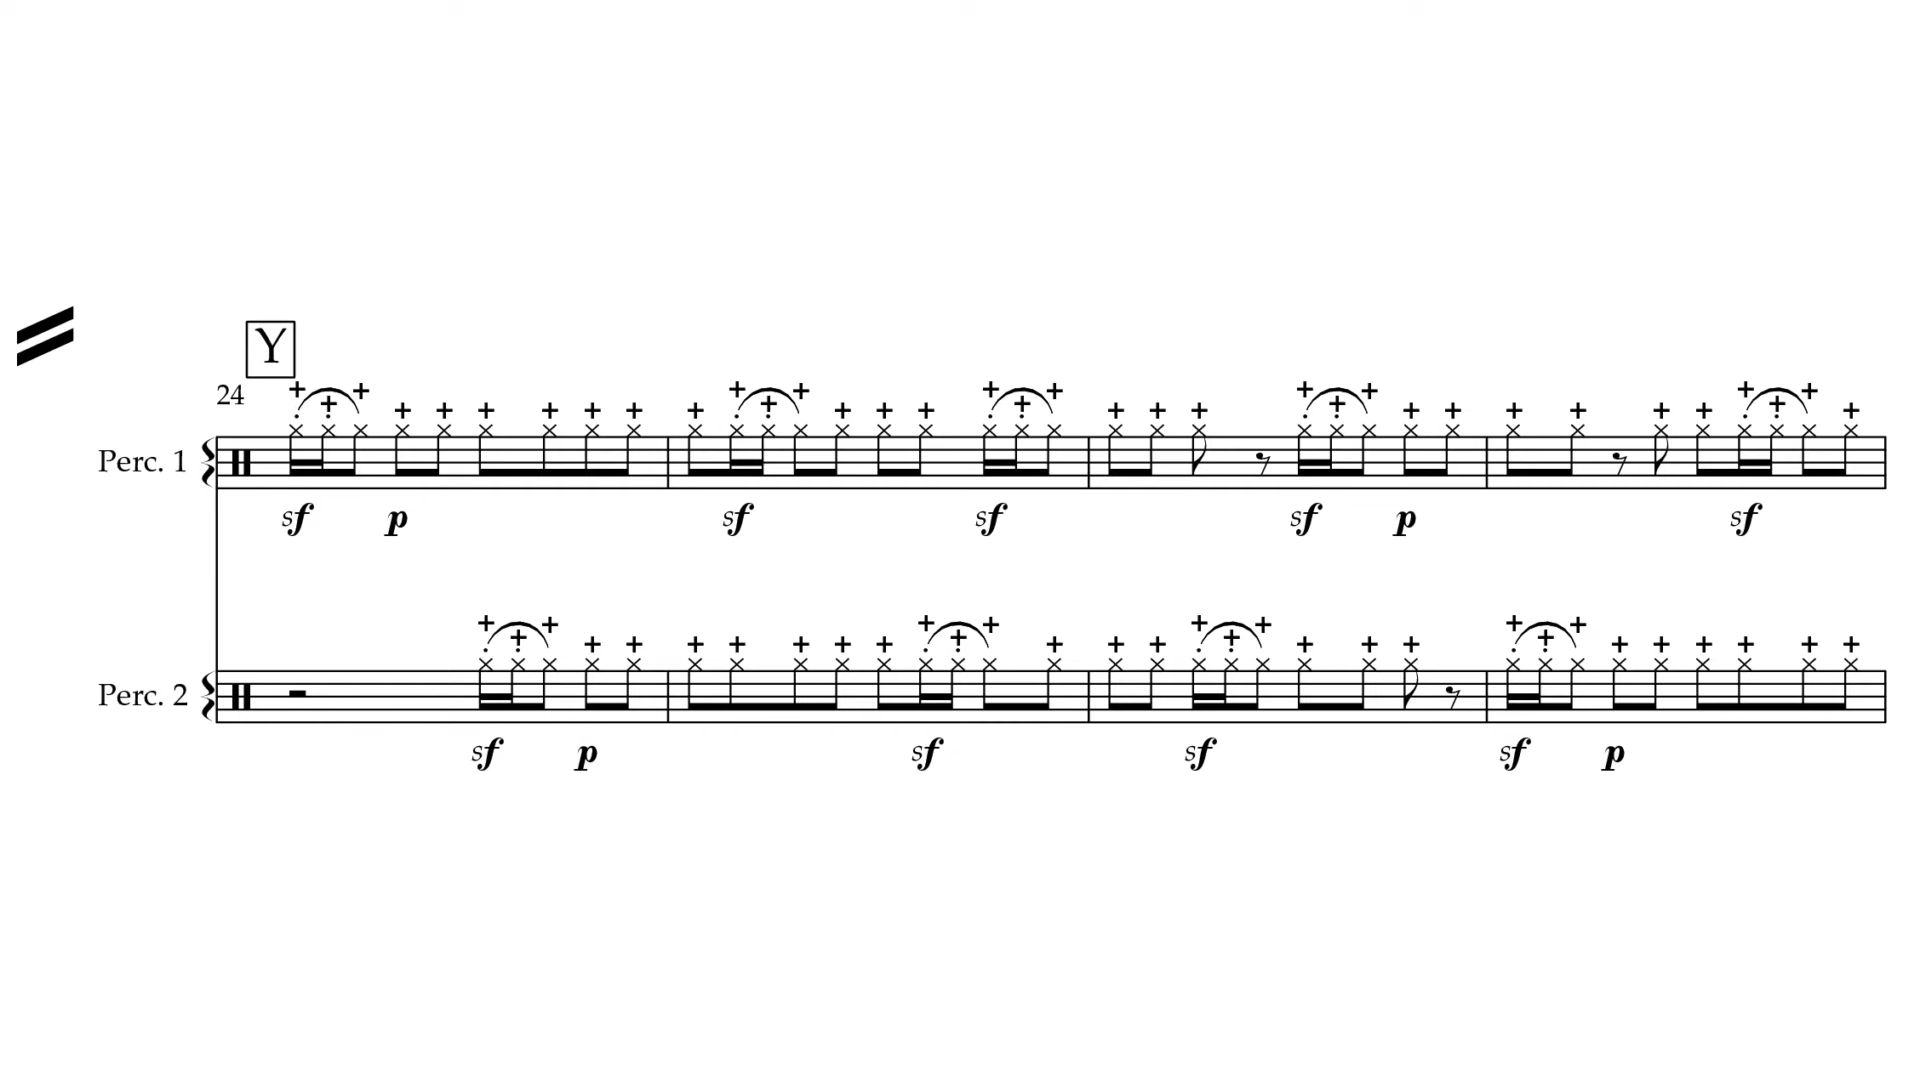 Y
24
Perc. 1
sf p sf sf sf p sf
Perc. 2
sf p sf sf sf p